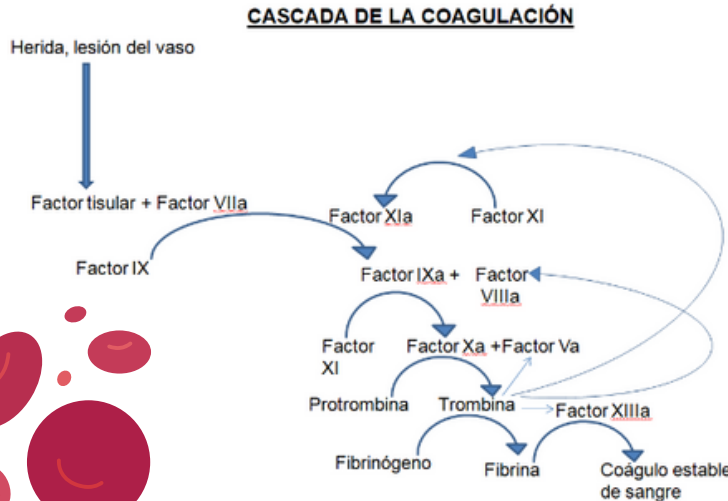 CASCADA DE LA COAGULACIÓN
Herida, lesión del vaso
Factor tisular + Factor VIIa
Factor XIa
Factor XI
Factor IX
Factor IXa +
Factor
VIIIa
Factor
XI
Factor Xa +Factor Va
Protrombina
Trombina
Factor XIIIa
Fibrinógeno
Fibrina
Coágulo estable
de sangre